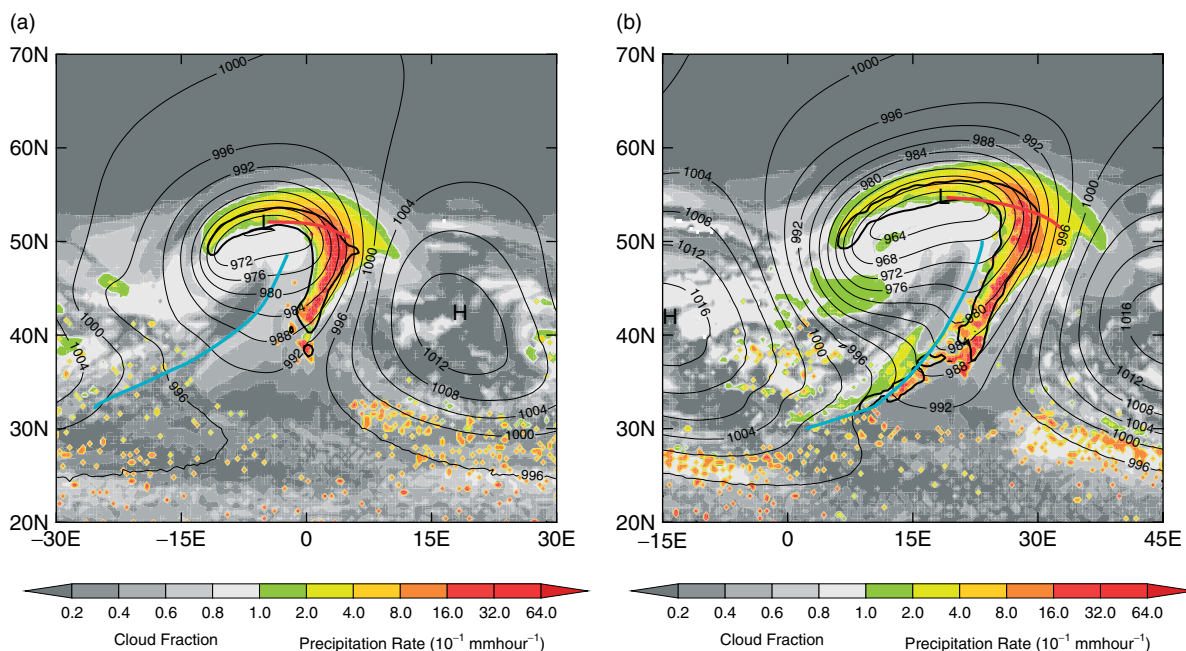 (a)
70N
60N
50N
40N
30N
20N
−30E
−15E
0
15E
30E
1000
996
992
1004
L
1000
972
976
980
984
988
992
996
1000
1004
996
H
1012
1008
1004
1000
996
0.2 0.4 0.6 0.8 1.0 2.0 4.0 8.0 16.0 32.0 64.0
Cloud Fraction Precipitation Rate (10⁻¹ mmhour⁻¹)
(b)
70N
60N
50N
40N
30N
20N
−15E
0
15E
30E
45E
1000
996
988
992
984
1004
980
1000
1008
L
992
996
964
1012
968
972
976
1016
H
1016
980
1000
996
984
988
1012
992
1008
1004
1004
1000
996
0.2 0.4 0.6 0.8 1.0 2.0 4.0 8.0 16.0 32.0 64.0
Cloud Fraction Precipitation Rate (10⁻¹ mmhour⁻¹)